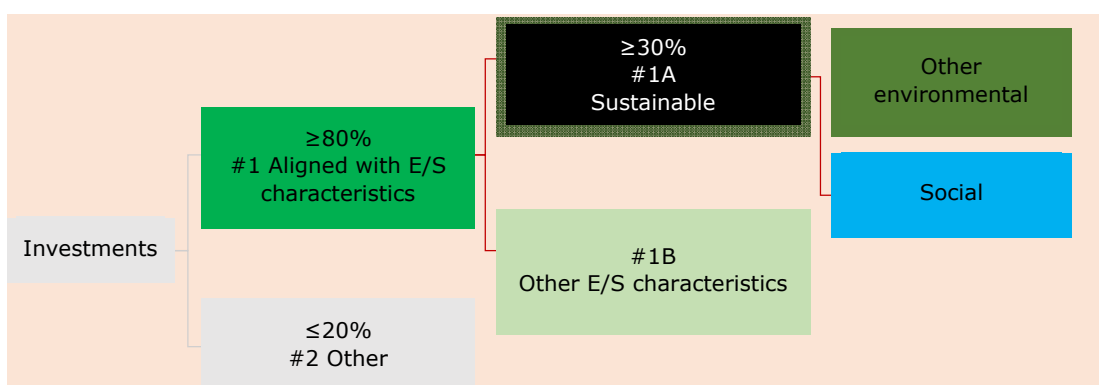 Investments
≥80%
#1 Aligned with E/S
characteristics
≤20%
#2 Other
≥30%
#1A
Sustainable
#1B
Other E/S characteristics
Other
environmental
Social